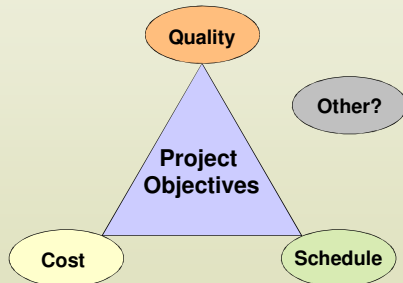 Quality
Other?
Project
Objectives
Cost
Schedule